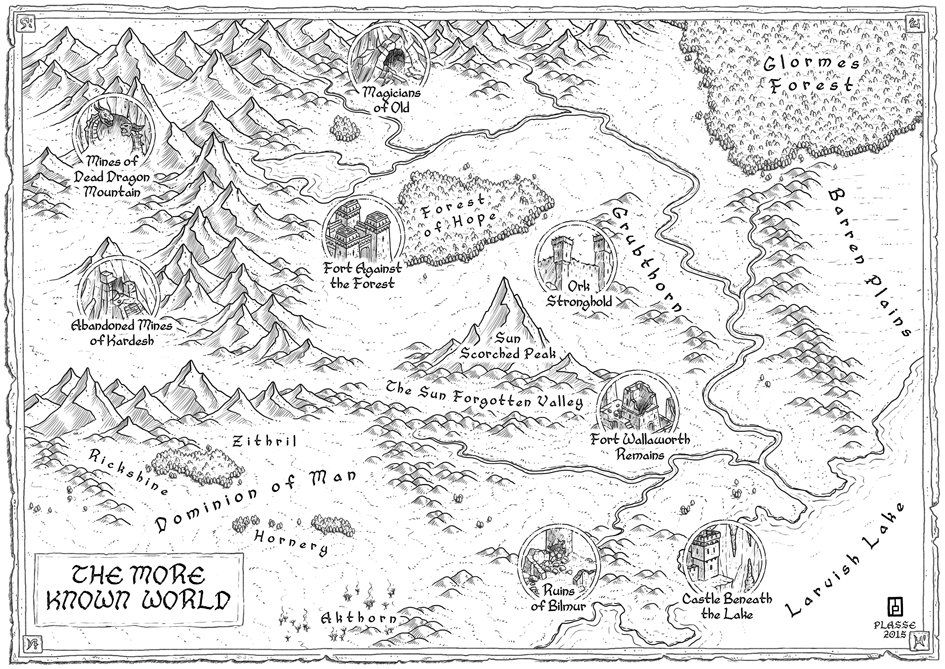 Glormes
Forest
Magicians
of Old
Mines of
Dead Dragon
Mountain
Forest
of Hope
Barren Plains
Grubthorn
Fort Against
the Forest
Ork
Stronghold
Abandoned Mines
of Kardesh
Sun
Scorched Peak
The Sun Forgotten Valley
Fort Wallaworth
Remains
Zithril
Rickshine
Dominion of Man
Hornery
Laruish Lake
THE MORE
KNOWN WORLD
Ruins
of Bilmur
Castle Beneath
the Lake
Akthorn
PLASSE
2015